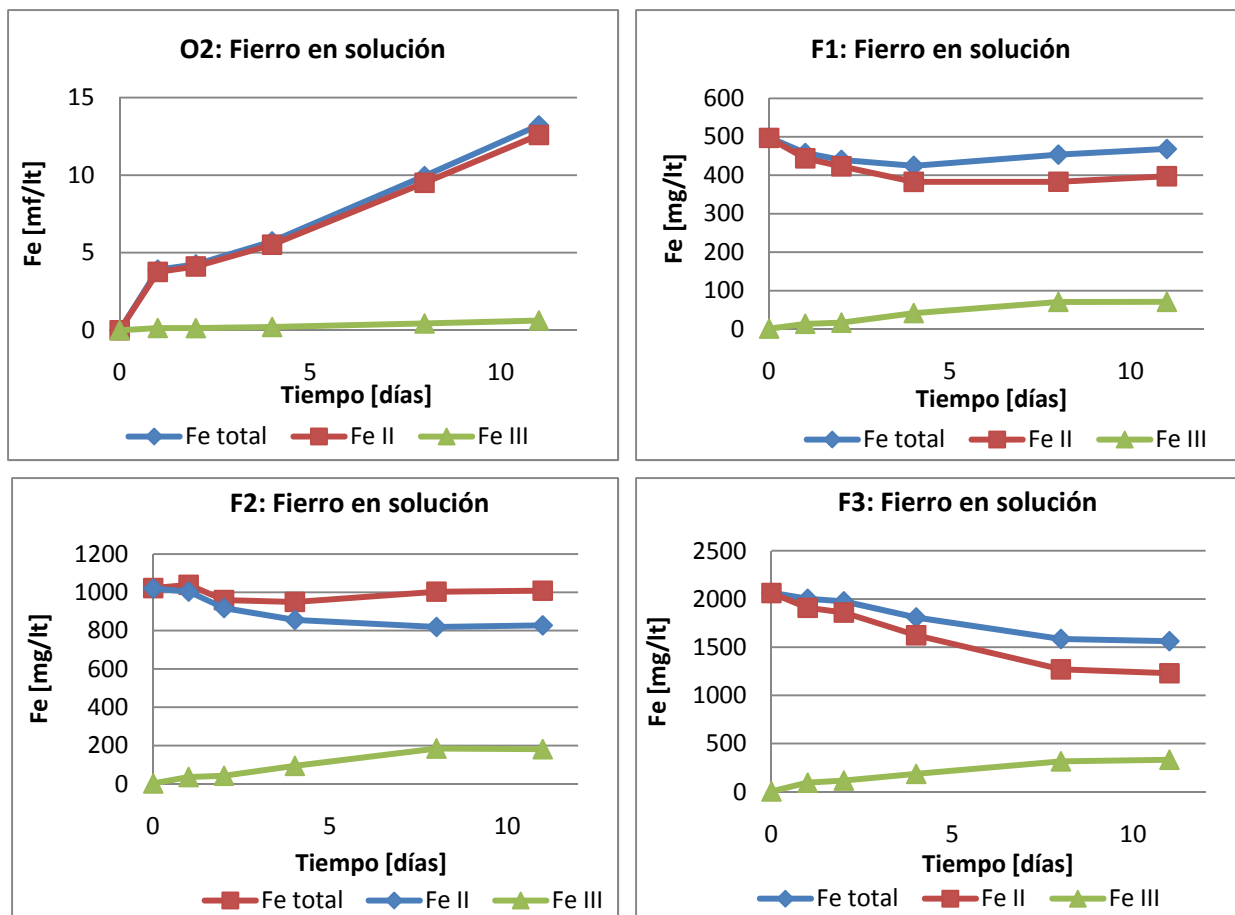 O2: Fierro en solución
15
10
5
0
Fe [mf/lt]
0 5 10
Tiempo [días]
Fe total Fe II Fe III
F1: Fierro en solución
600
500
400
300
200
100
0
Fe [mg/lt]
0 5 10
Tiempo [días]
Fe total Fe II Fe III
F2: Fierro en solución
1200
1000
800
600
400
200
0
Fe [mg/lt]
0 5 10
Tiempo [días]
Fe total Fe II Fe III
F3: Fierro en solución
2500
2000
1500
1000
500
0
Fe [mg/lt]
0 5 10
Tiempo [días]
Fe total Fe II Fe III